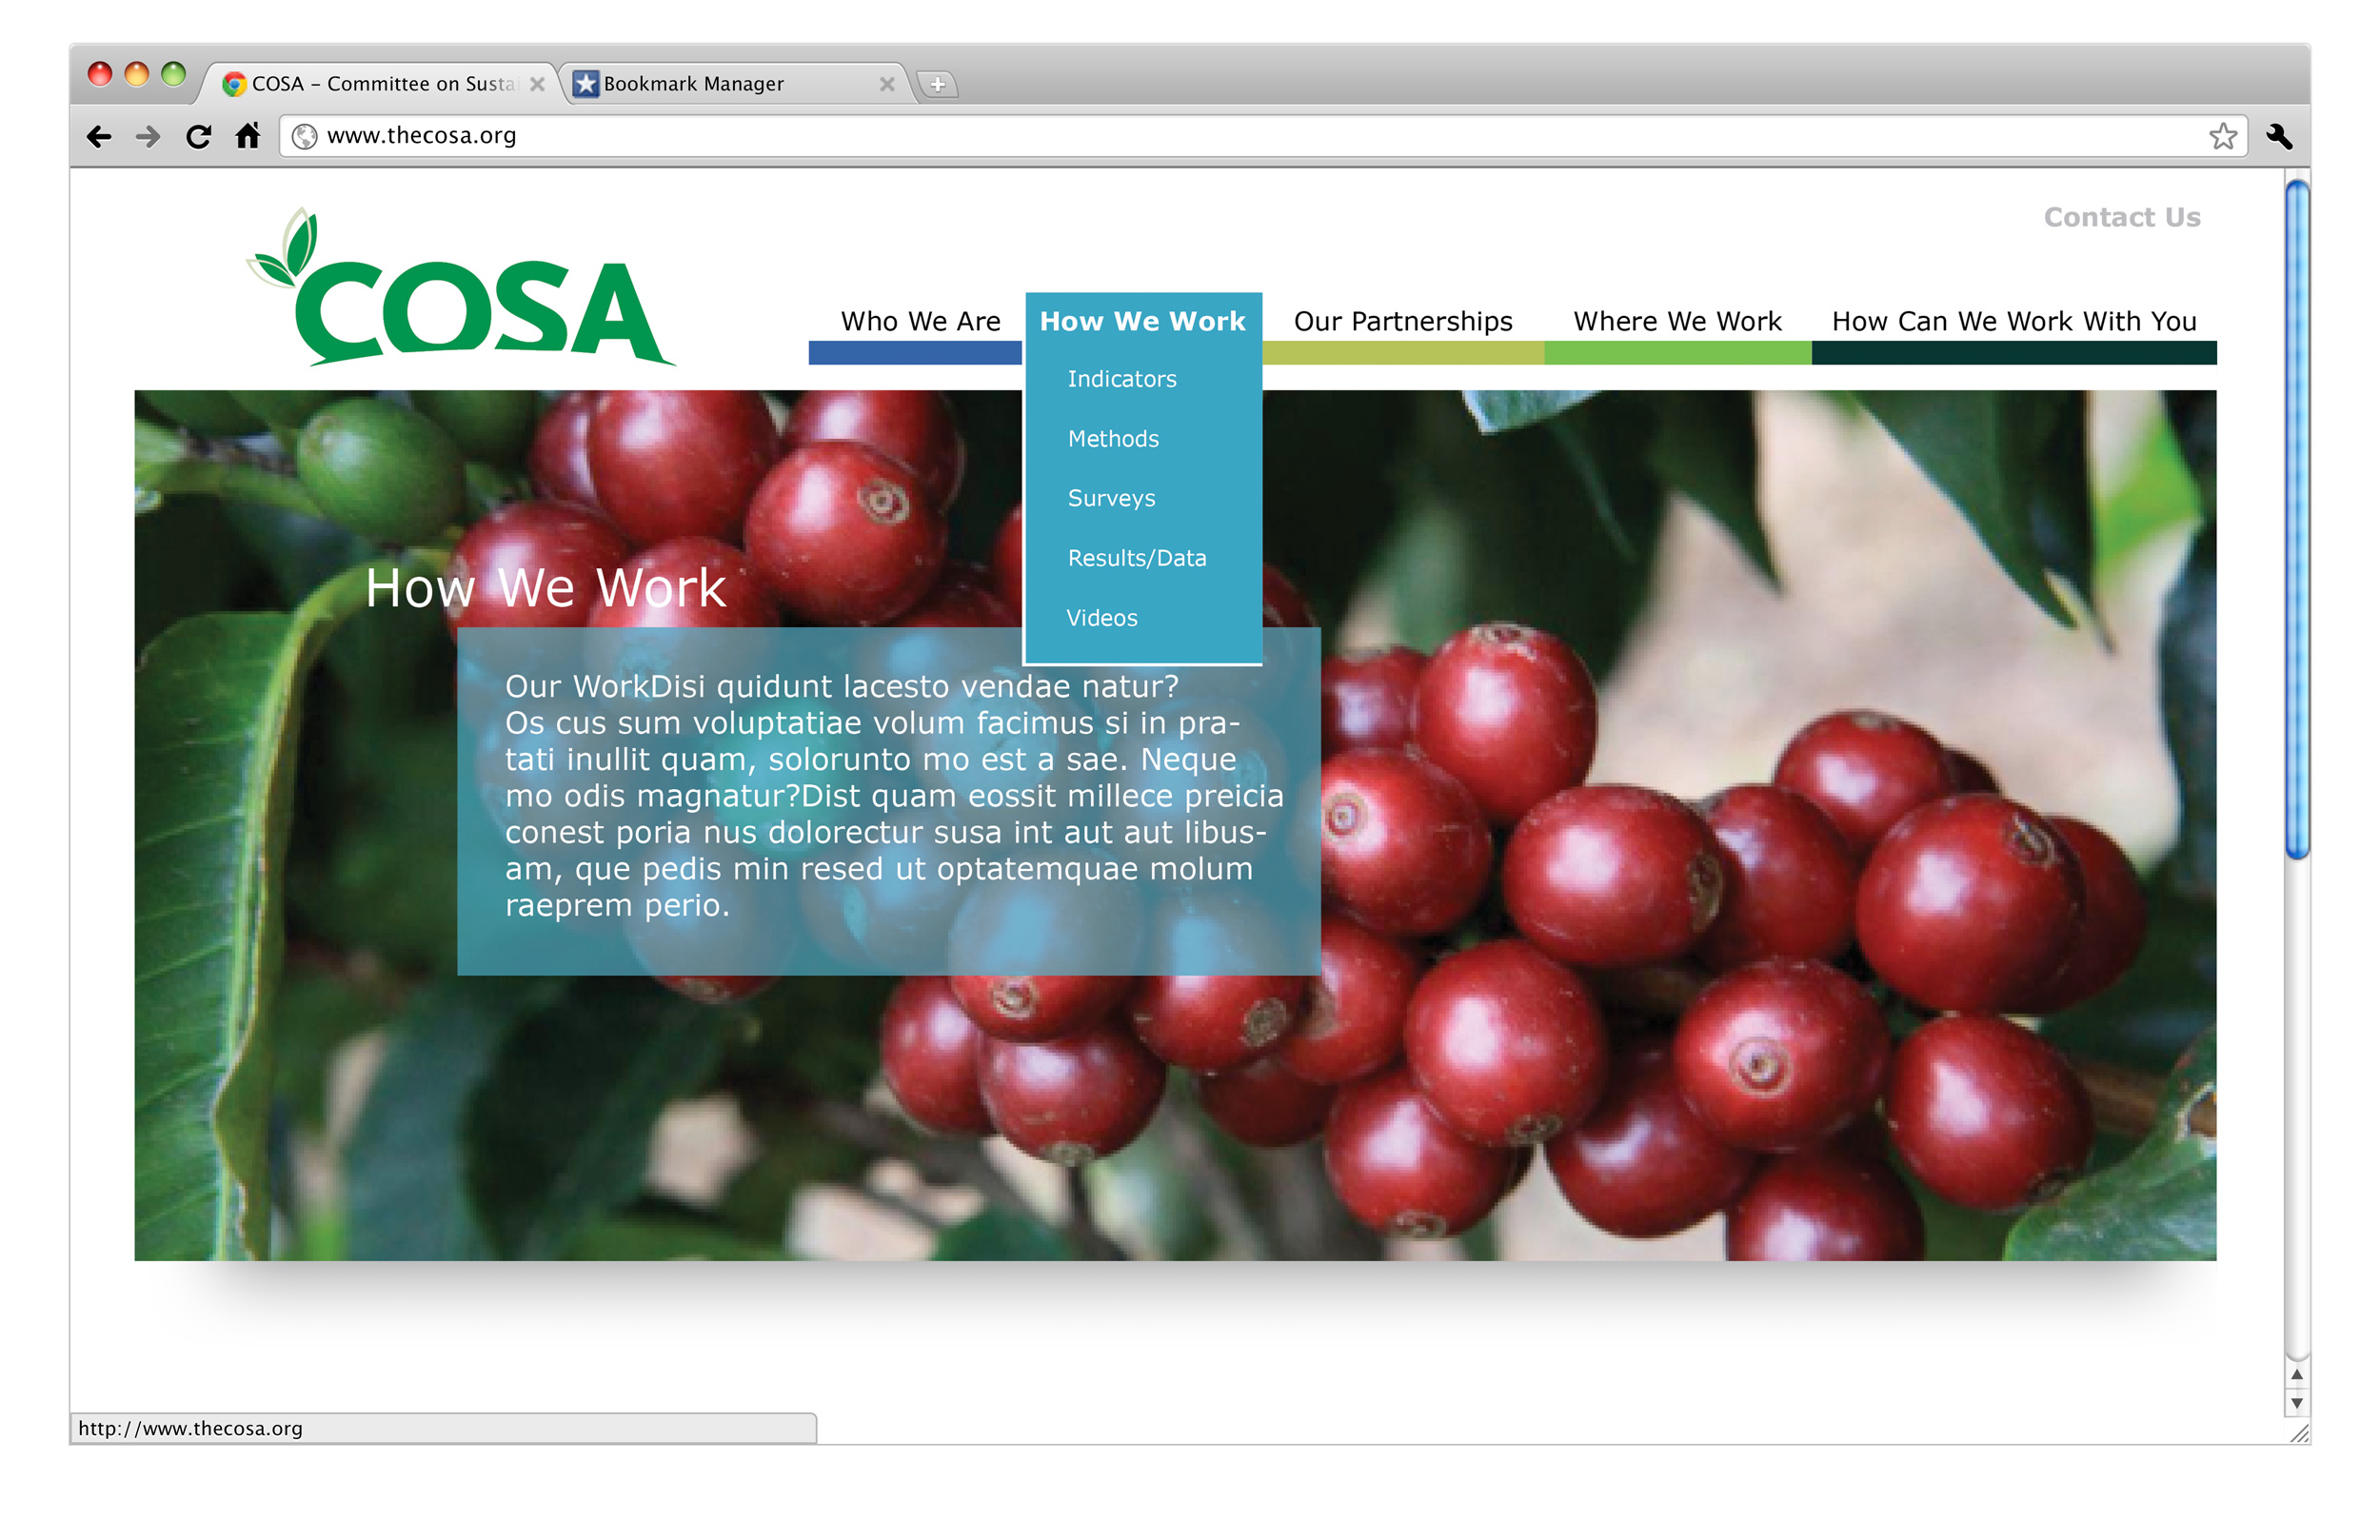 COSA – Committee on Susta
Bookmark Manager
www.thecosa.org
Contact Us
COSA
Who We Are
How We Work
Our Partnerships
Where We Work
How Can We Work With You
Indicators
Methods
Surveys
Results/Data
Videos
How We Work
Our WorkDisi quidunt lacesto vendae natur?
Os cus sum voluptatiae volum facimus si in pra-
tati inullit quam, solorunto mo est a sae. Neque
mo odis magnatur?Dist quam eossit millece preicia
conest poria nus dolorectur susa int aut aut libus-
am, que pedis min resed ut optatemquae molum
raeprem perio.
http://www.thecosa.org